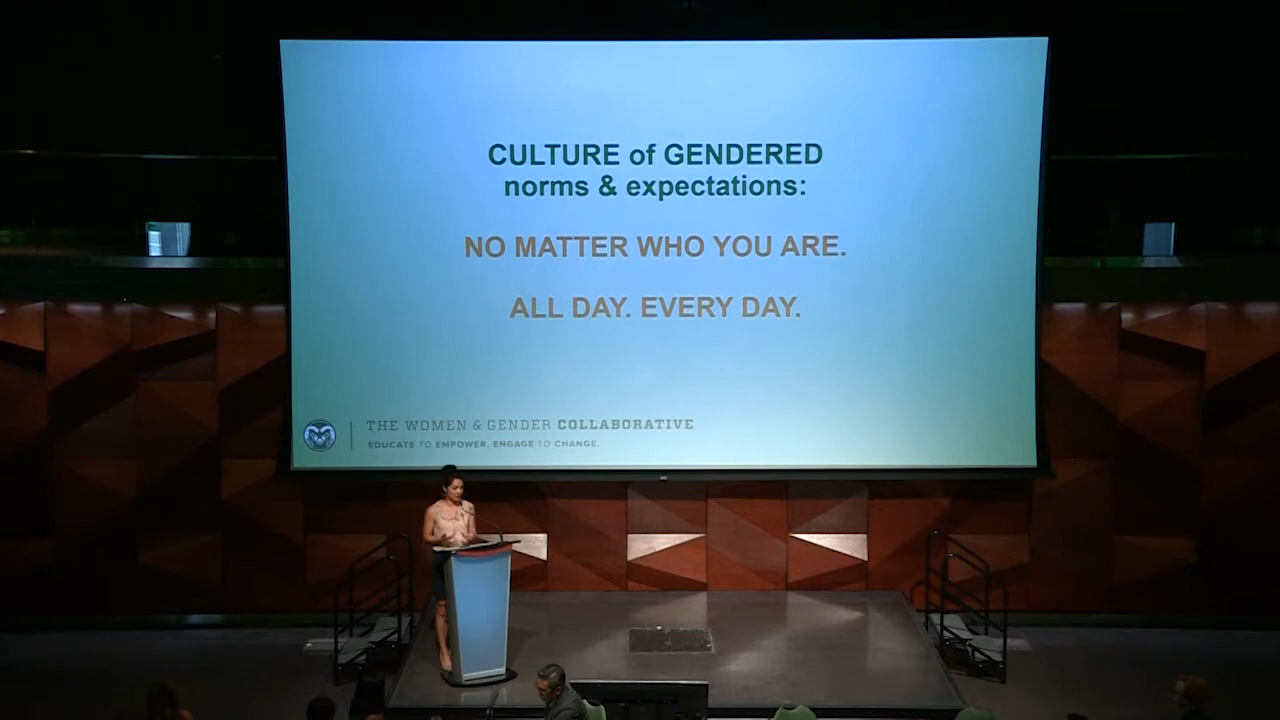 CULTURE of GENDERED
norms & expectations:
NO MATTER WHO YOU ARE.
ALL DAY. EVERY DAY.
THE WOMEN & GENDER COLLABORATIVE
EDUCATE TO EMPOWER. ENGAGE TO CHANGE.